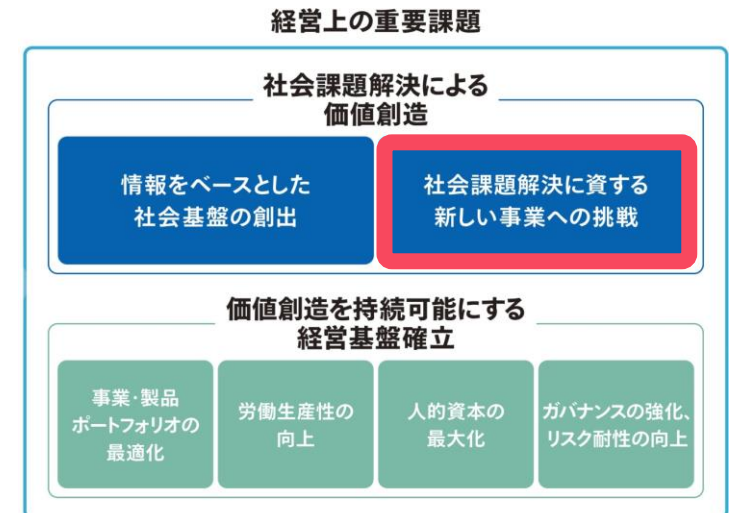 経営上の重要課題
社会課題解決による
価値創造
情報をベースとした
社会基盤の創出
社会課題解決に資する
新しい事業への挑戦
価値創造を持続可能にする
経営基盤確立
事業・製品
ポートフォリオの
最適化
労働生産性の
向上
人的資本の
最大化
ガバナンスの強化、
リスク耐性の向上